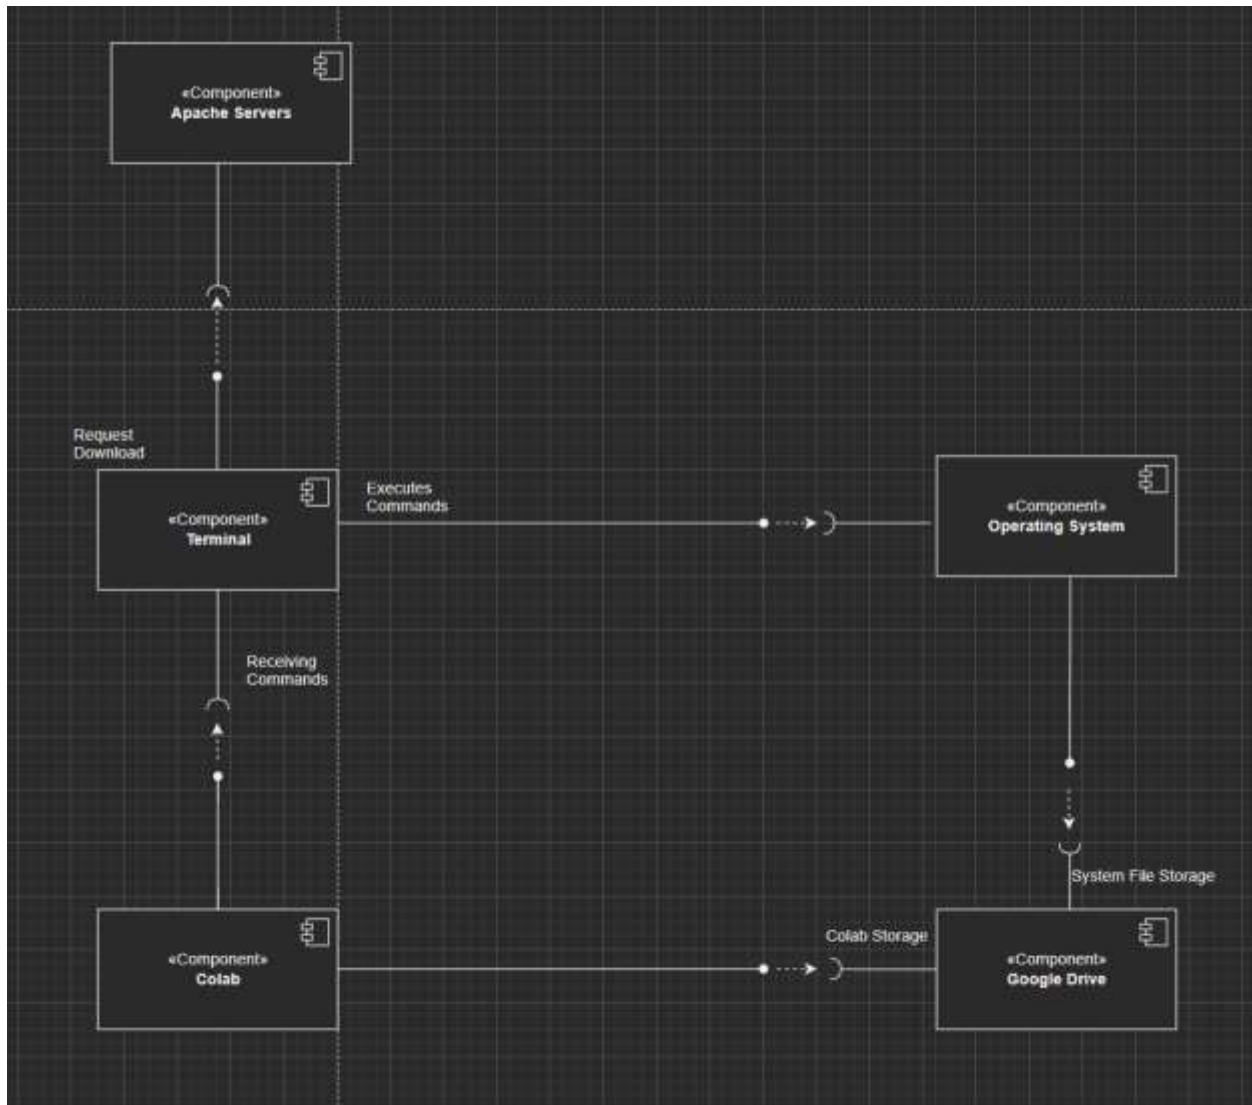 «Component»
Apache Servers
Request
Download
Executes
Commands
«Component»
Terminal
«Component»
Operating System
Receiving
Commands
System File Storage
Colab Storage
«Component»
Colab
«Component»
Google Drive